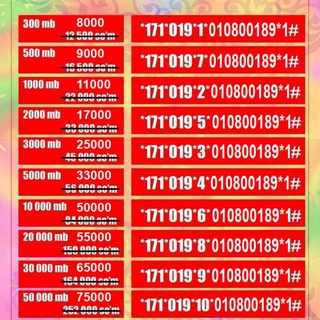 300 mb 8000 *171*019*1*010800189*1#
12 500 so'm
500 mb 9000 *171*019*7*010800189*1#
16 500 so'm
1000 mb 11000 *171*019*2*010800189*1#
22 000 so'm
2000 mb 17000 *171*019*5*010800189*1#
33 000 so'm
3000 mb 25000 *171*019*3*010800189*1#
45 000 so'm
5000 mb 33000 *171*019*4*010800189*1#
56 000 so'm
10 000 mb 50000 *171*019*6*010800189*1#
84 000 so'm
20 000 mb 55000 *171*019*8*010800189*1#
150 000 so'm
30 000 mb 65000 *171*019*9*010800189*1#
164 000 so'm
50 000 mb 75000 *171*019*10*010800189*1#
252 000 so'm